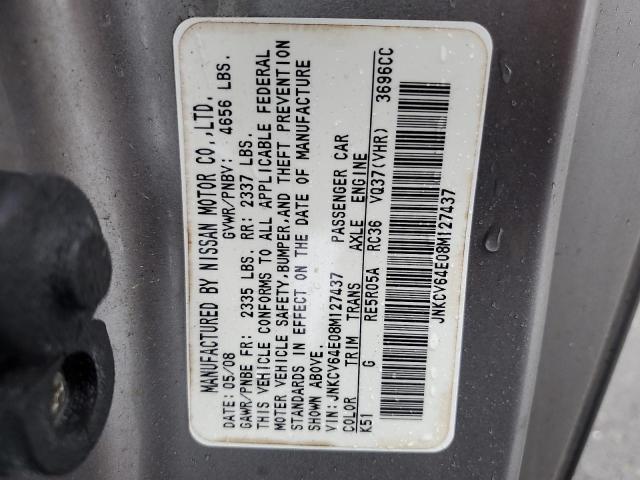 MANUFACTURED BY NISSAN MOTOR CO.,LTD.
DATE: 05/08 GVWR/PNBV: 4656 LBS.
GAWR/PNBE FR: 2335 LBS. RR: 2337 LBS.
THIS VEHICLE CONFORMS TO ALL APPLICABLE FEDERAL
MOTER VEHICLE SAFETY,BUMPER,AND THEFT PREVENTION
STANDARDS IN EFFECT ON THE DATE OF MANUFACTURE
SHOWN ABOVE.
VIN: JNKCV64E08M127437 PASSENGER CAR
COLOR TRIM TRANS AXLE ENGINE
K51 G RE5R05A RC36 VQ37(VHR) 3696CC
JNKCV64E08M127437